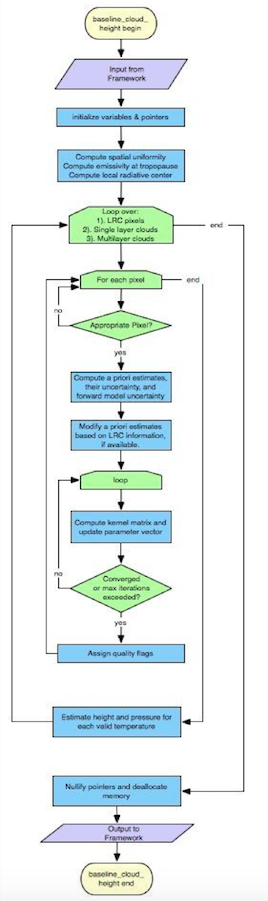 baseline_cloud_
height begin
Input from
Framework
initialize variables & pointers
Compute spatial uniformity
Compute emissivity at tropopause
Compute local radiative center
Loop over:
1). LRC pixels
2). Single layer clouds
3). Multilayer clouds
end
For each pixel
end
no
Appropriate Pixel?
yes
Compute a priori estimates,
their uncertainty, and
forward model uncertainty
Modify a priori estimates
based on LRC information,
if available.
loop
Compute kernel matrix and
update parameter vector
no
Converged
or max iterations
exceeded?
yes
Assign quality flags
Estimate height and pressure for
each valid temperature
Nullify pointers and deallocate
memory
Output to
Framework
baseline_cloud_
height end